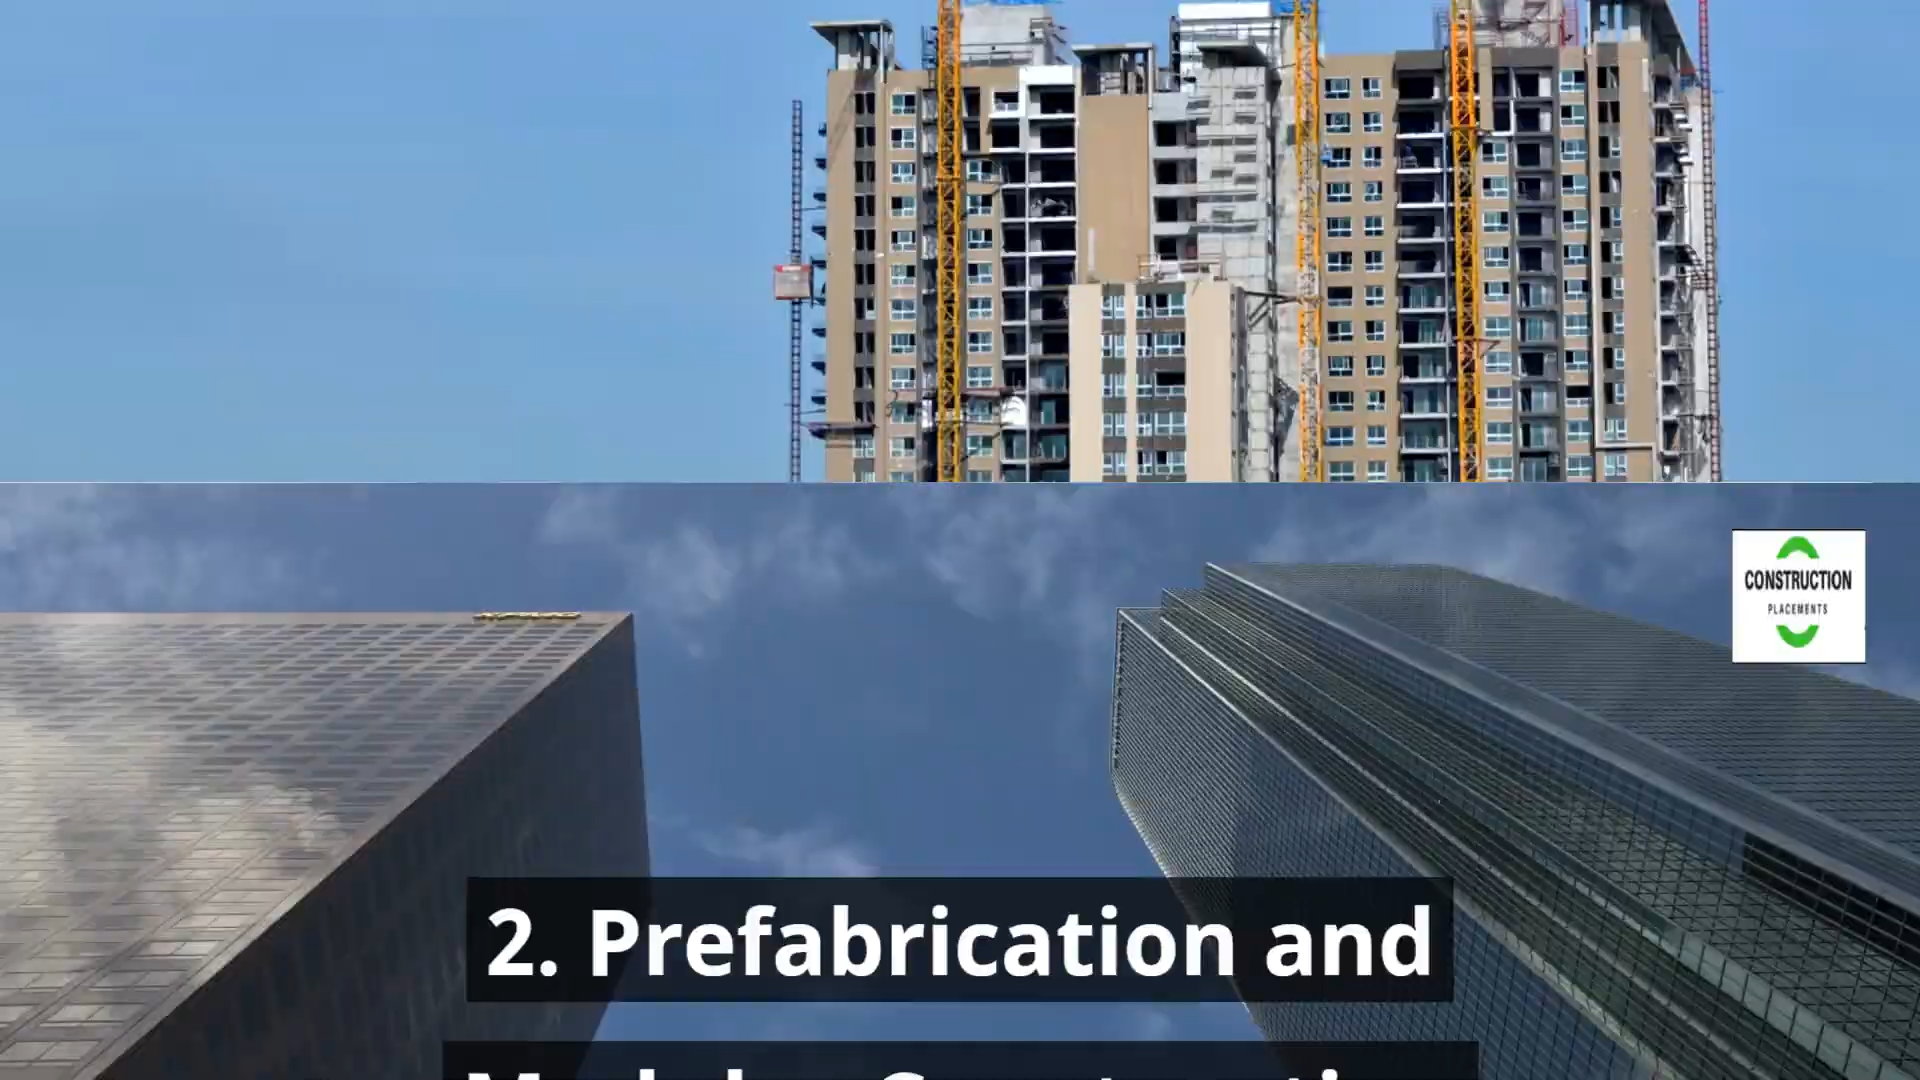 CONSTRUCTION
PLACEMENTS
2. Prefabrication and